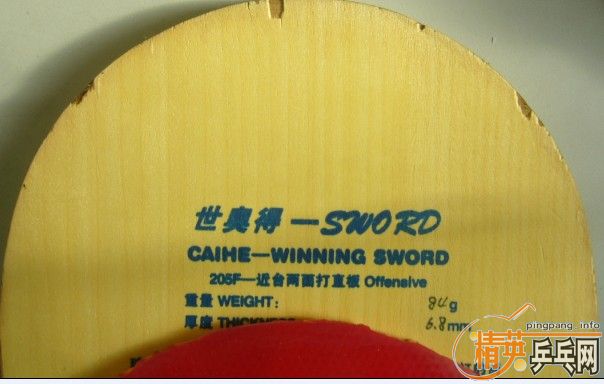 世奥得—SWORD
CAIHE—WINNING SWORD
205F—近台两面打直板 Offensive
重量 WEIGHT: 84g
厚度 THICKNESS 6.8mm
pingpang.info
精英乒乓网